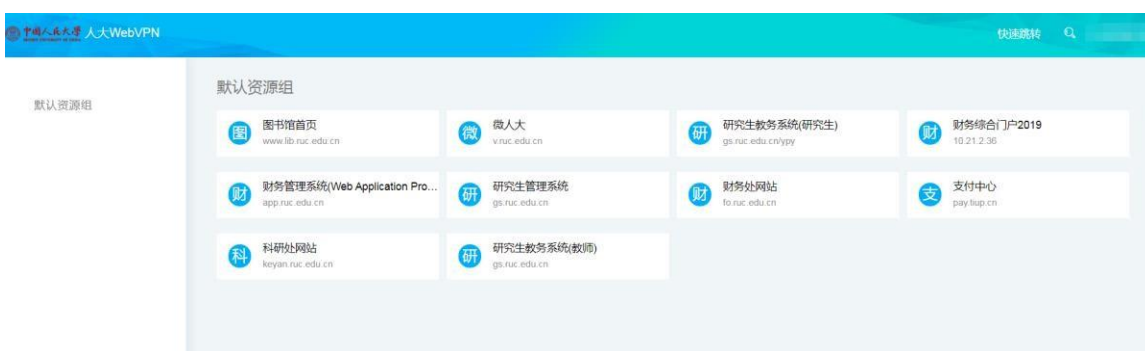 中国人民大学 人大WebVPN
快速跳转
默认资源组
默认资源组
图 图书馆首页
www.lib.ruc.edu.cn
微 微人大
v.ruc.edu.cn
研 研究生教务系统(研究生)
gs.ruc.edu.cn/ypy
财 财务综合门户2019
10.21.2.36
财 财务管理系统(Web Application Pro...
app.ruc.edu.cn
研 研究生管理系统
gs.ruc.edu.cn
财 财务处网站
fo.ruc.edu.cn
支 支付中心
pay.tiup.cn
科 科研处网站
keyan.ruc.edu.cn
研 研究生教务系统(教师)
gs.ruc.edu.cn